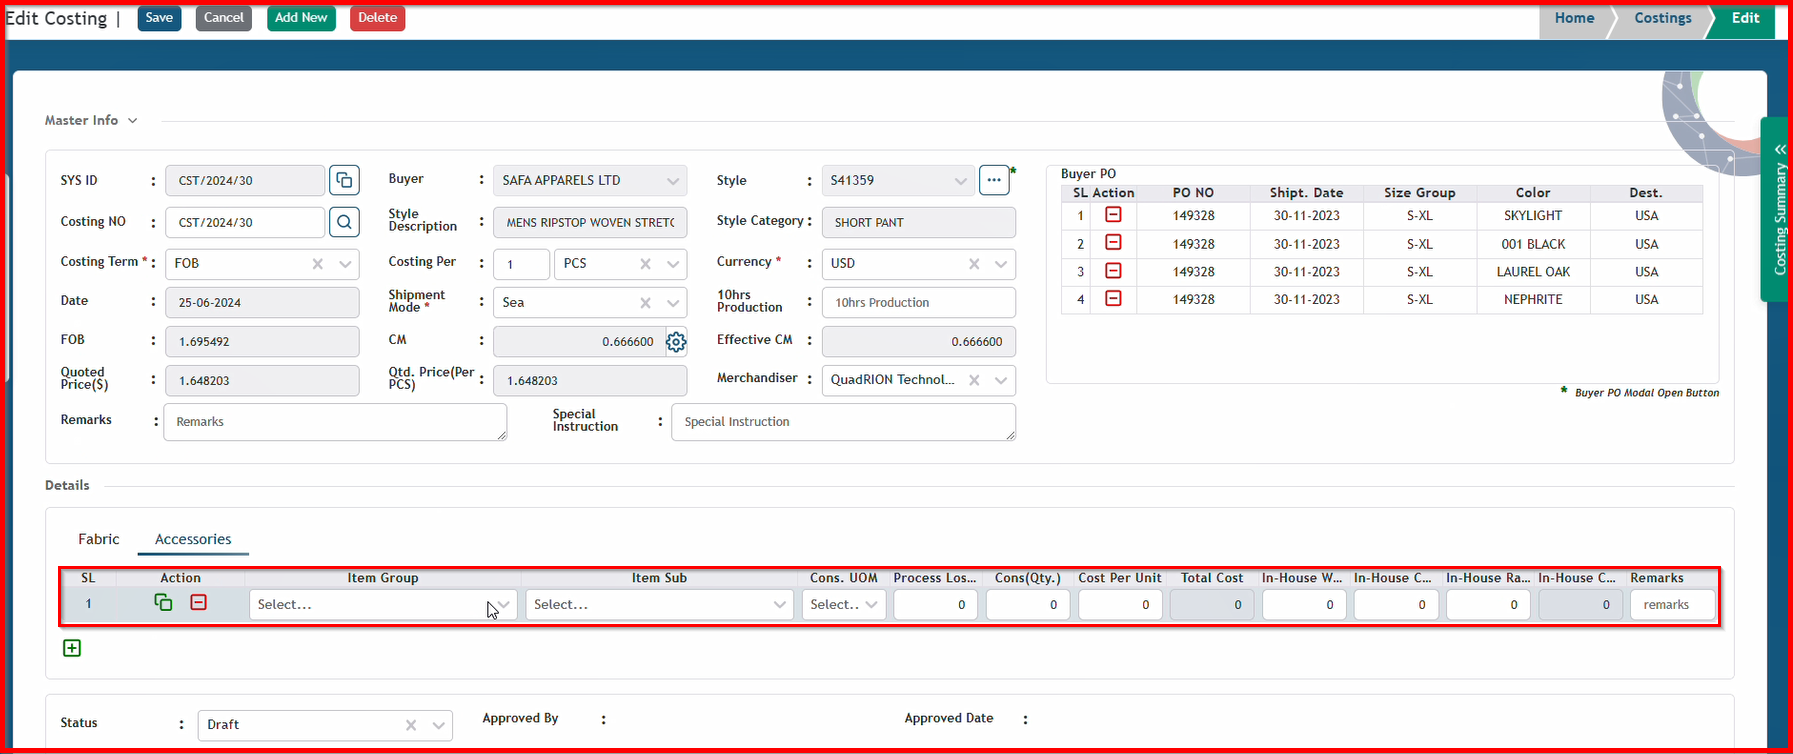 Edit Costing |
Save
Cancel
Add New
Delete
Home
Costings
Edit
Master Info
SYS ID : CST/2024/30
Buyer : SAFA APPARELS LTD
Style : S41359 ... *
Costing NO : CST/2024/30
Style Description : MENS RIPSTOP WOVEN STRETC
Style Category : SHORT PANT
Costing Term * : FOB
Costing Per : 1 PCS
Currency * : USD
Date : 25-06-2024
Shipment Mode * : Sea
10hrs Production : 10hrs Production
FOB : 1.695492
CM : 0.666600
Effective CM : 0.666600
Quoted Price($) : 1.648203
Qtd. Price(Per PCS) : 1.648203
Merchandiser : QuadRION Technol...
Remarks : Remarks
Special Instruction : Special Instruction
Buyer PO
SL Action PO NO Shipt. Date Size Group Color Dest.
1 149328 30-11-2023 S-XL SKYLIGHT USA
2 149328 30-11-2023 S-XL 001 BLACK USA
3 149328 30-11-2023 S-XL LAUREL OAK USA
4 149328 30-11-2023 S-XL NEPHRITE USA
* Buyer PO Modal Open Button
Costing Summary
Details
Fabric
Accessories
SL Action Item Group Item Sub Cons. UOM Process Los... Cons(Qty.) Cost Per Unit Total Cost In-House W... In-House C... In-House Ra... In-House C... Remarks
1 Select... Select... Select.. 0 0 0 0 0 0 0 0 remarks
Status : Draft
Approved By :
Approved Date :